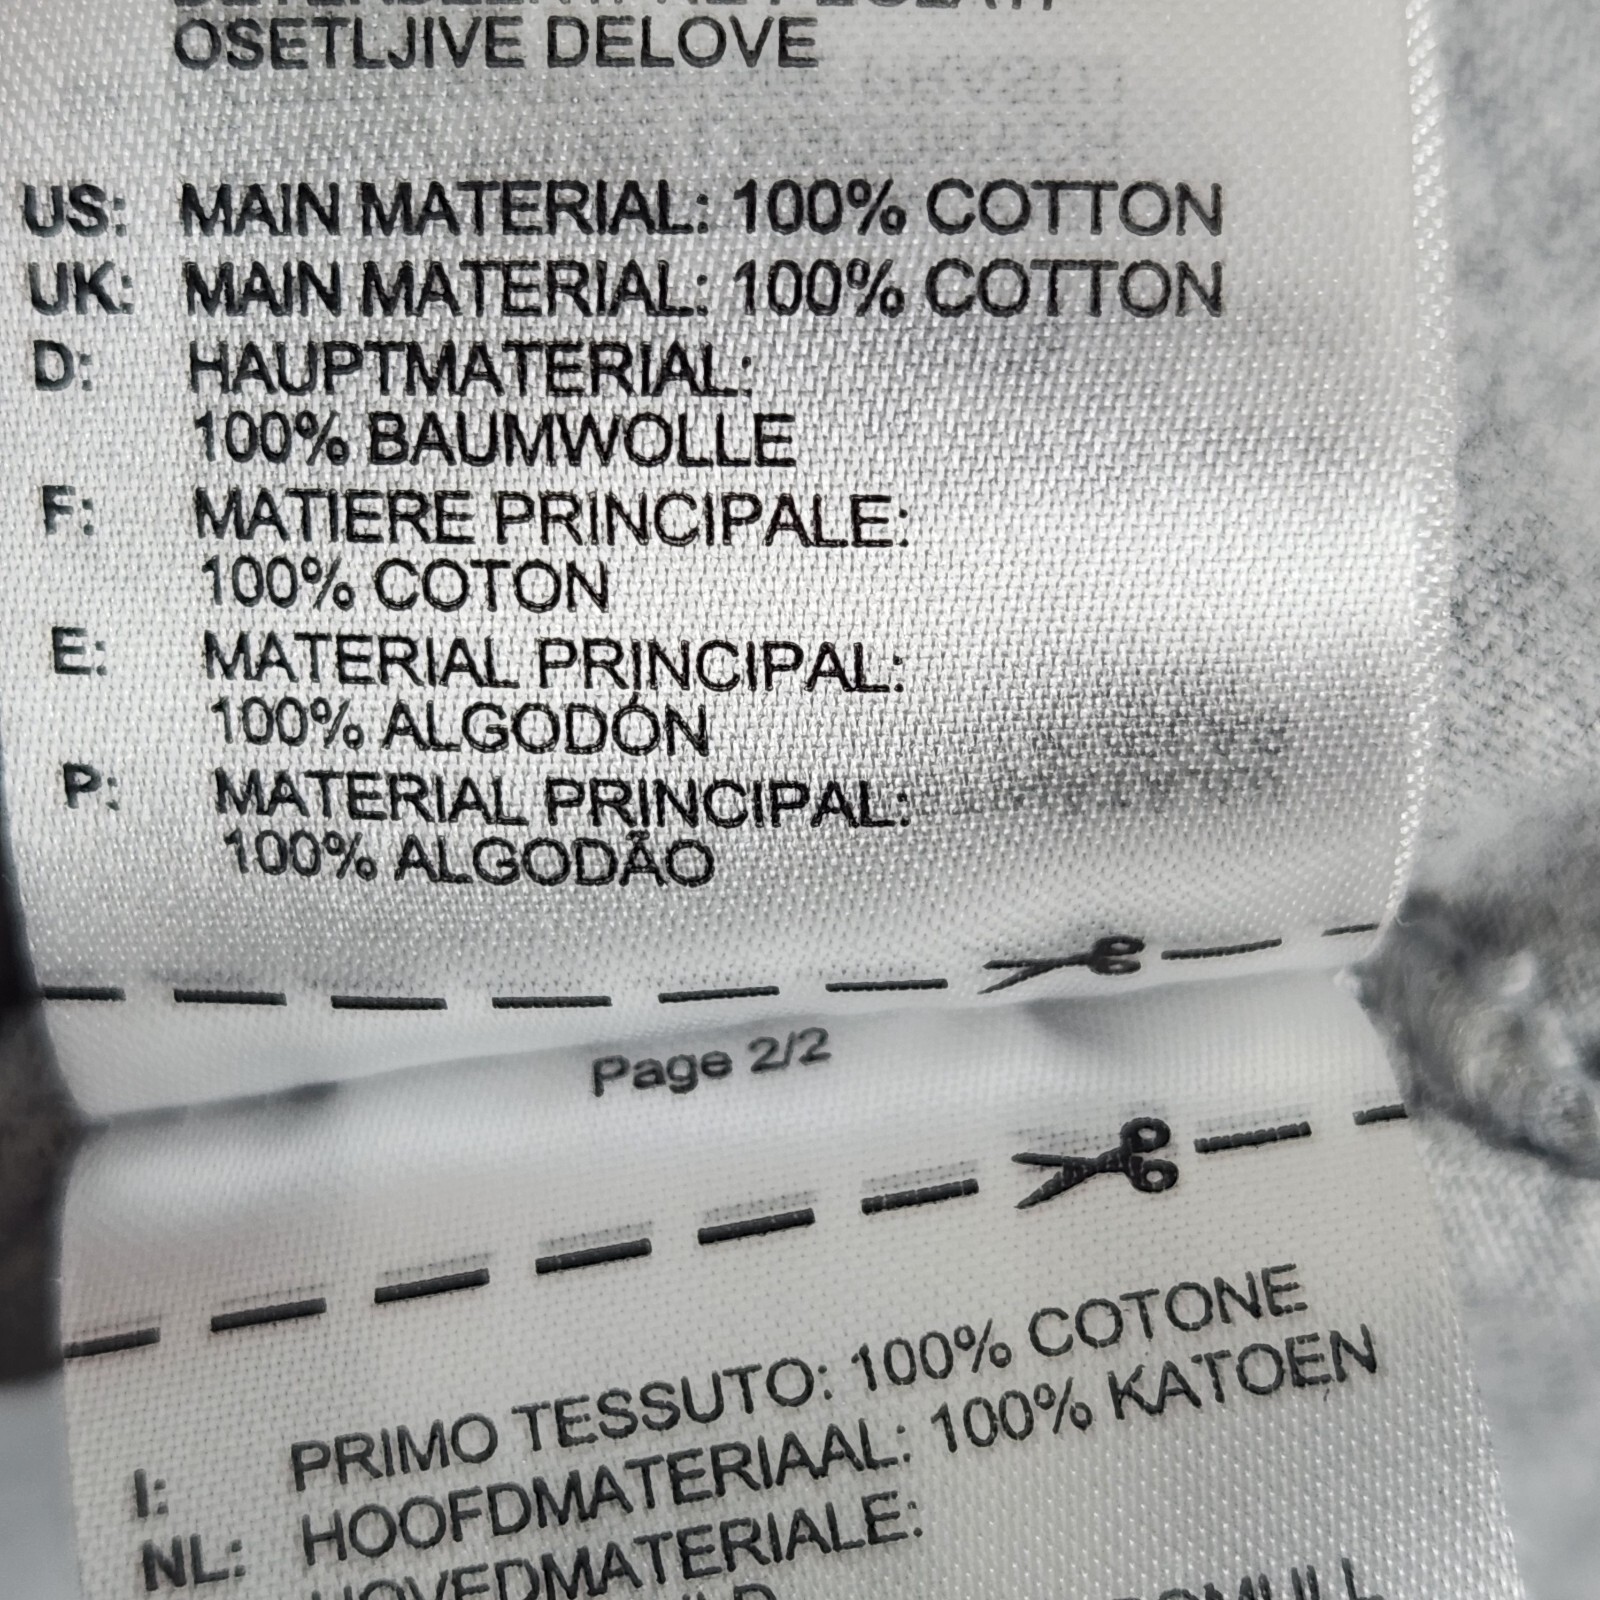 OSETLJIVE DELOVE
US: MAIN MATERIAL: 100% COTTON
UK: MAIN MATERIAL: 100% COTTON
D: HAUPTMATERIAL:
100% BAUMWOLLE
F: MATIERE PRINCIPALE:
100% COTON
E: MATERIAL PRINCIPAL:
100% ALGODÓN
P: MATERIAL PRINCIPAL:
100% ALGODÃO
Page 2/2
I: PRIMO TESSUTO: 100% COTONE
NL: HOOFDMATERIAAL: 100% KATOEN
HOVEDMATERIALE: